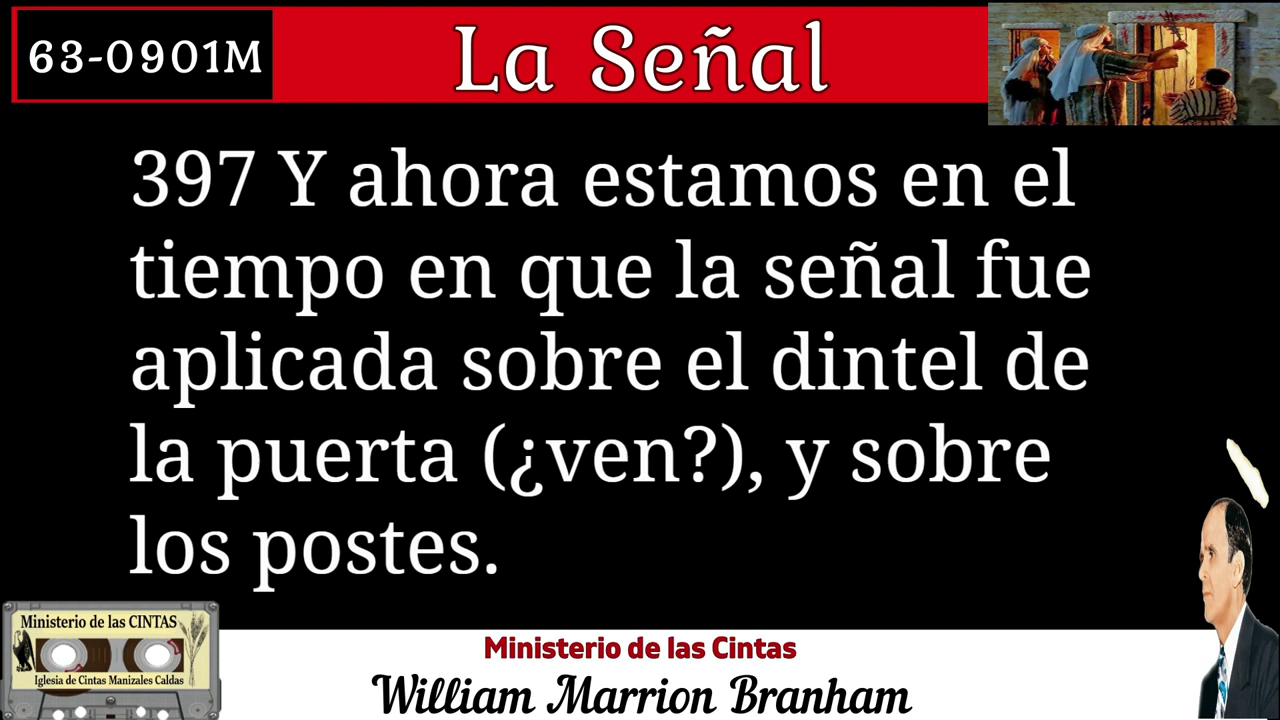 63-0901M
La Señal
397 Y ahora estamos en el
tiempo en que la señal fue
aplicada sobre el dintel de
la puerta (¿ven?), y sobre
los postes.
Ministerio de las CINTAS
Iglesia de Cintas Manizales Caldas
Ministerio de las Cintas
William Marrion Branham